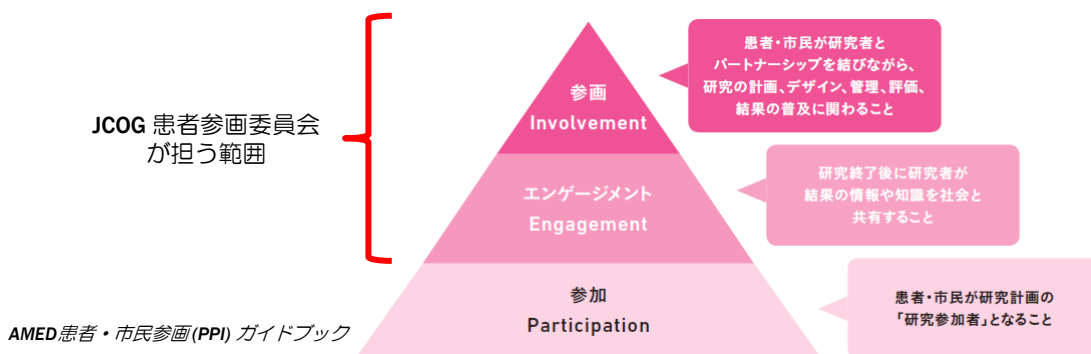 JCOG 患者参画委員会
が担う範囲
参画
Involvement
患者・市民が研究者と
パートナーシップを結びながら、
研究の計画、デザイン、管理、評価、
結果の普及に関わること
エンゲージメント
Engagement
研究終了後に研究者が
結果の情報や知識を社会と
共有すること
参加
Participation
患者・市民が研究計画の
「研究参加者」となること
AMED患者・市民参画(PPI) ガイドブック